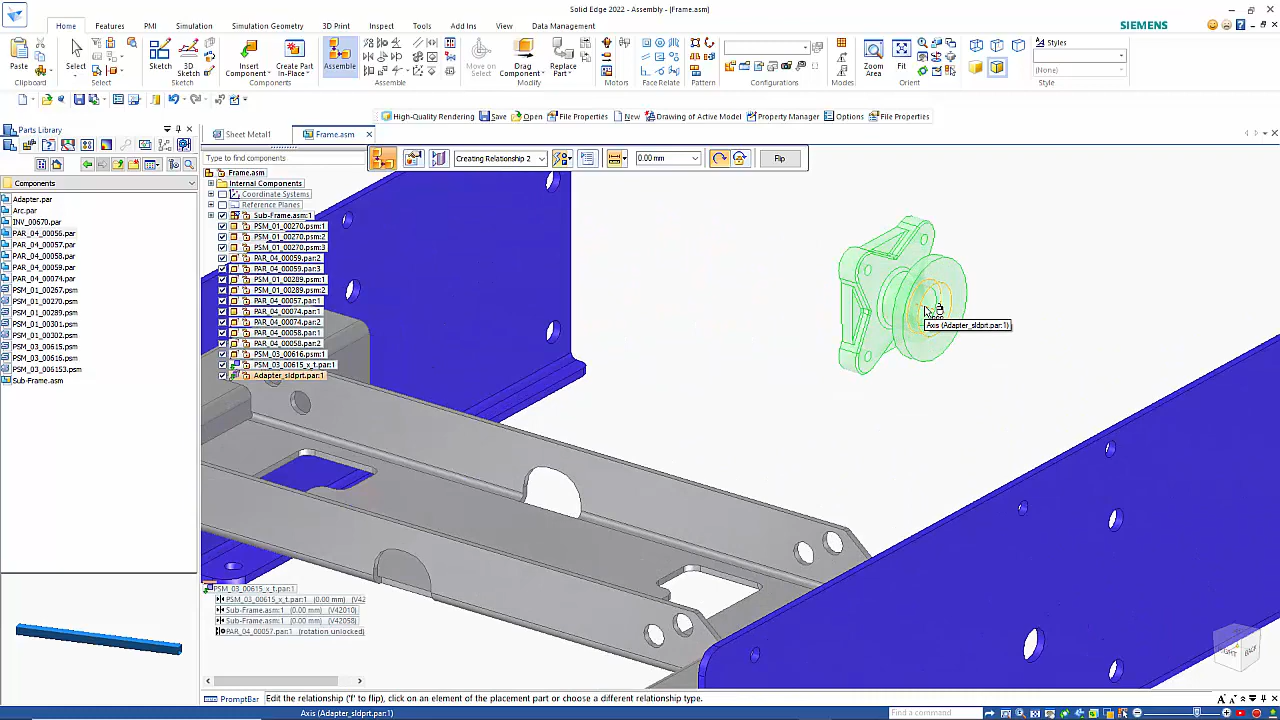 Solid Edge 2022 - Assembly - [Frame.asm]
Home Features PMI Simulation Simulation Geometry 3D Print Inspect Tools Add Ins View Data Management
SIEMENS
Paste Select Sketch 3D Sketch Insert Component Create Part In-Place Assemble Move on Select Drag Component Replace Part Zoom Area Fit Styles (None)
Clipboard Select Sketch Components Assemble Modify Motors Face Relate Pattern Configurations Modes Orient Style
High-Quality Rendering Save Open File Properties New Drawing of Active Model Property Manager Options File Properties
Parts Library
Sheet Metal1 Frame.asm
Type to find components
Creating Relationship 2 0.00 mm Flip
Components
Adapter.par
Arc.par
INV_00670.par
PAR_04_00056.par
PAR_04_00057.par
PAR_04_00058.par
PAR_04_00059.par
PAR_04_00074.par
PSM_01_00257.psm
PSM_01_00270.psm
PSM_01_00289.psm
PSM_01_00301.psm
PSM_01_00302.psm
PSM_03_00615.psm
PSM_03_00616.psm
PSM_03_006153.psm
Sub-Frame.asm
Frame.asm
Internal Components
Coordinate Systems
Reference Planes
Sub-Frame.asm:1
PSM_01_00270.psm:1
PSM_01_00270.psm:2
PSM_01_00270.psm:3
PAR_04_00059.par:2
PAR_04_00059.par:3
PSM_01_00289.psm:1
PSM_01_00289.psm:2
PAR_04_00057.par:1
PAR_04_00074.par:1
PAR_04_00074.par:2
PAR_04_00058.par:1
PAR_04_00058.par:2
PSM_03_00616.psm:1
PSM_03_00615_x_t.par:1
Adapter_sldprt.par:1
Axis (Adapter_sldprt.par:1)
PSM_03_00615_x_t.par:1
PSM_03_00615_x_t.par:1 (0.00 mm) (V42
Sub-Frame.asm:1 (0.00 mm) (V42010)
Sub-Frame.asm:1 (0.00 mm) (V42058)
PAR_04_00057.par:1 (rotation unlocked)
RIGHT BACK
PromptBar Edit the relationship ('f' to flip), click on an element of the placement part or choose a different relationship type.
Axis (Adapter_sldprt.par:1)
Find a command